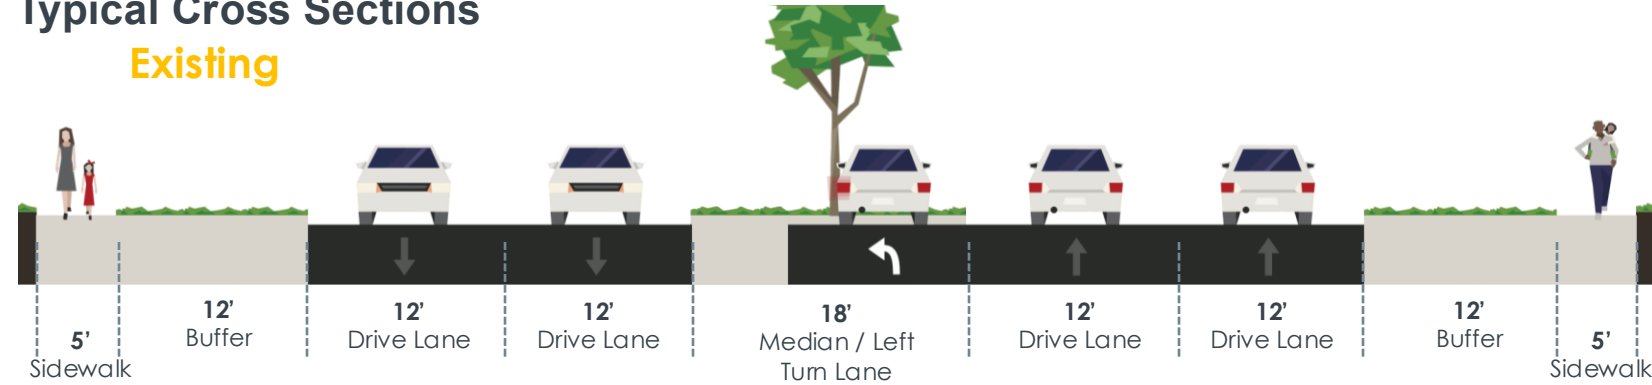 Typical Cross Sections
Existing
5’
Sidewalk
12’
Buffer
12’
Drive Lane
12’
Drive Lane
18’
Median / Left
Turn Lane
12’
Drive Lane
12’
Drive Lane
12’
Buffer
5’
Sidewalk